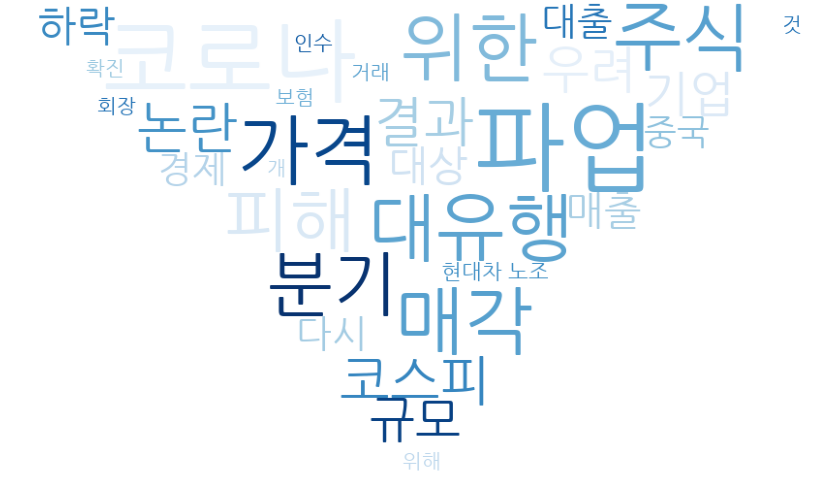 하락
코로나
인수
위한
대출
주식
것
확진
거래
우려
기업
회장
보험
논란
가격
결과
파업
중국
경제
개
대상
피해
대유행
매출
분기
현대차 노조
매각
다시
코스피
규모
위해